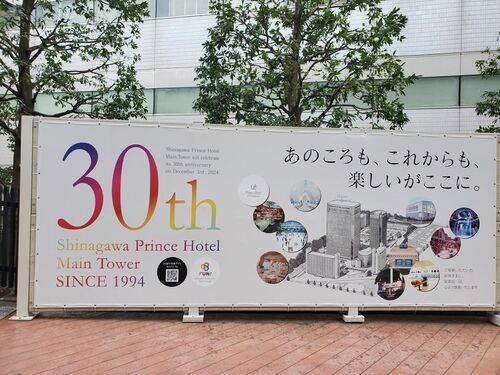 30th
Shinagawa Prince Hotel
Main Tower will celebrate
its 30th anniversary
on December 3rd, 2024.
Shinagawa Prince Hotel
Main Tower
SINCE 1994
あのころも、これからも、
楽しいがここに。